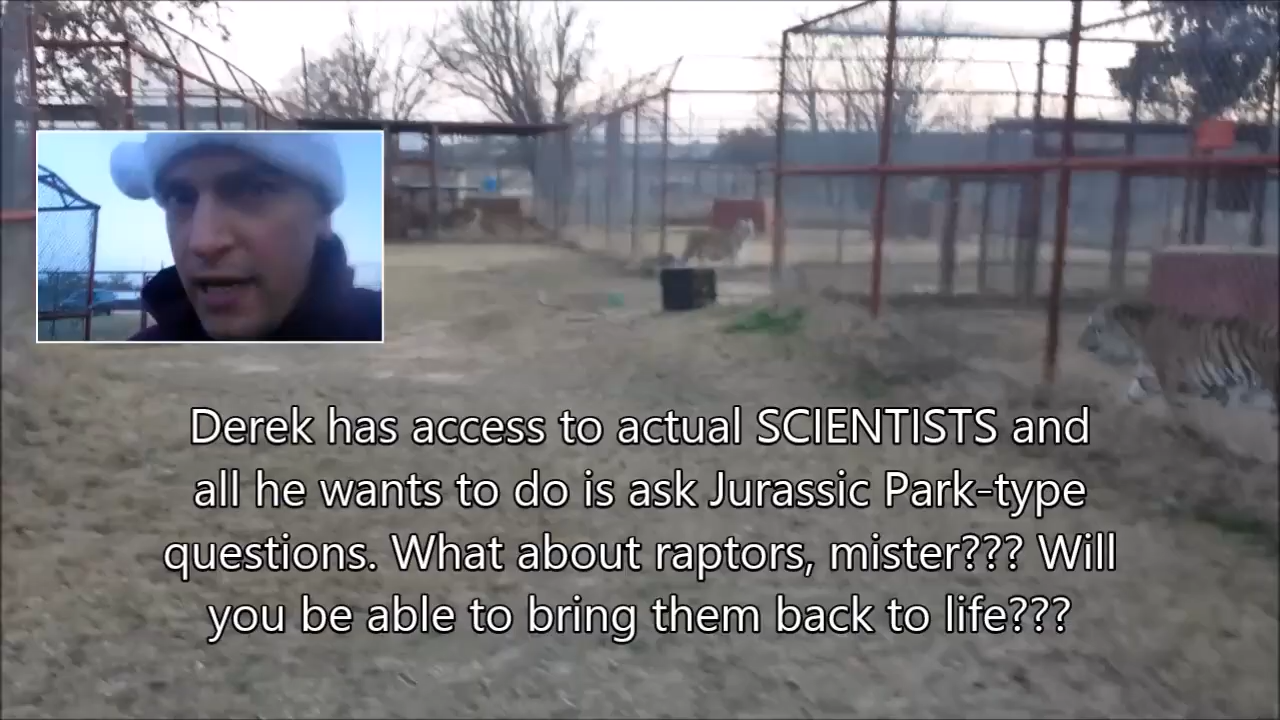 Derek has access to actual SCIENTISTS and
all he wants to do is ask Jurassic Park-type
questions. What about raptors, mister??? Will
you be able to bring them back to life???